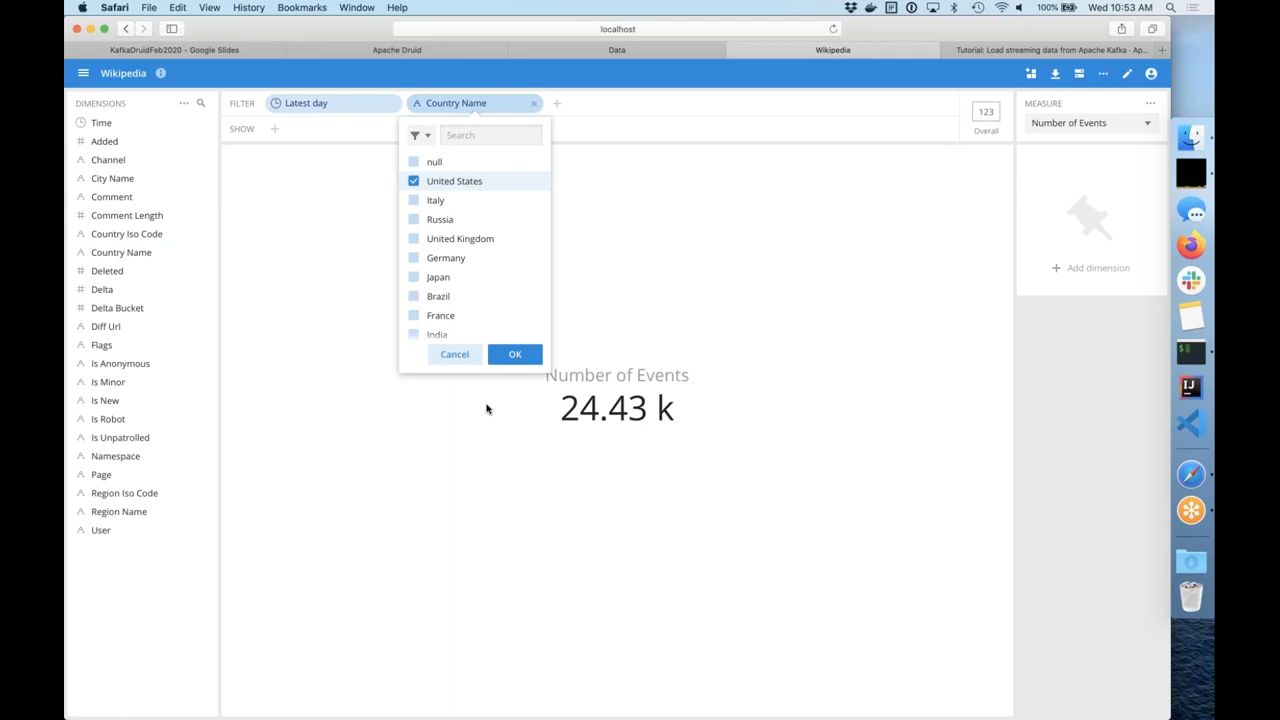 Safari File Edit View History Bookmarks Window Help 100% Sun 10:53 AM
localhost
KafkaDruidFeb2020 - Google Slides Apache Druid Data Wikipedia Tutorial: Load streaming data from Apache Kafka · Ap...
Wikipedia
DIMENSIONS
Time
Added
Channel
City Name
Comment
Comment Length
Country Iso Code
Country Name
Deleted
Delta
Delta Bucket
Diff Url
Flags
Is Anonymous
Is Minor
Is New
Is Robot
Is Unpatrolled
Namespace
Page
Region Iso Code
Region Name
User
FILTER Latest day Country Name
SHOW
Search
null
United States
Italy
Russia
United Kingdom
Germany
Japan
Brazil
France
India
Cancel OK
Number of Events
24.43 k
123
Overall
MEASURE
Number of Events
Add dimension